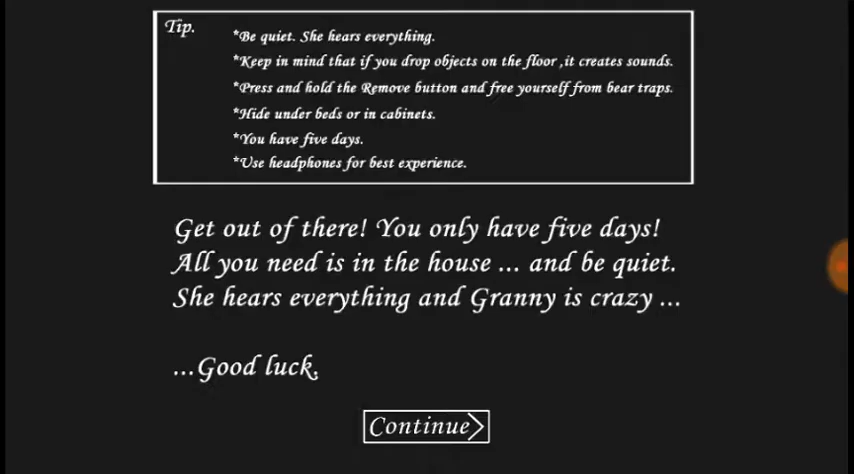 Tip.
*Be quiet. She hears everything.
*Keep in mind that if you drop objects on the floor ,it creates sounds.
*Press and hold the Remove button and free yourself from bear traps.
*Hide under beds or in cabinets.
*You have five days.
*Use headphones for best experience.
Get out of there! You only have five days!
All you need is in the house ... and be quiet.
She hears everything and Granny is crazy ...
...Good luck.
Continue